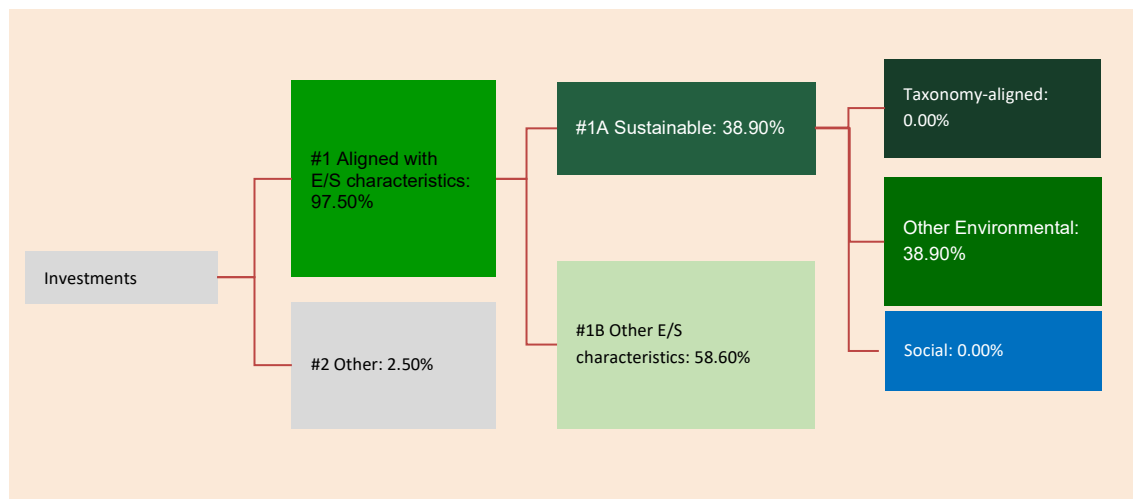 Investments
#1 Aligned with
E/S characteristics:
97.50%
#2 Other: 2.50%
#1A Sustainable: 38.90%
#1B Other E/S
characteristics: 58.60%
Taxonomy-aligned:
0.00%
Other Environmental:
38.90%
Social: 0.00%